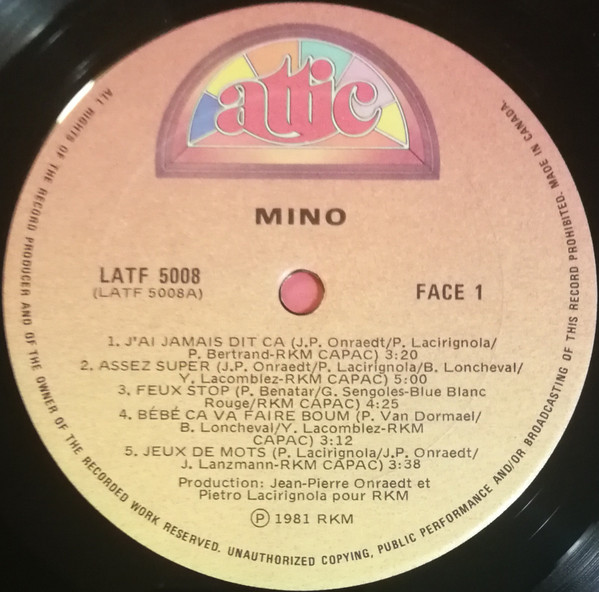 attic
MINO
LATF 5008
(LATF 5008A)
FACE 1
1. J'AI JAMAIS DIT CA (J.P. Onraedt/P. Lacirignola/
P. Bertrand-RKM CAPAC) 3:20
2. ASSEZ SUPER (J.P. Onraedt/P. Lacirignola/B. Loncheval/
Y. Lacomblez-RKM CAPAC) 5:00
3. FEUX STOP (P. Benatar/G. Sengoles-Blue Blanc
Rouge/RKM CAPAC) 4:25
4. BÉBÉ CA VA FAIRE BOUM (P. Van Dormael/
B. Loncheval/Y. Lacomblez-RKM
CAPAC) 3:12
5. JEUX DE MOTS (P. Lacirignola/J.P. Onraedt/
J. Lanzmann-RKM CAPAC) 3:38
Production: Jean-Pierre Onraedt et
Pietro Lacirignola pour RKM
Ⓟ 1981 RKM
ALL RIGHTS OF THE RECORD PRODUCER AND OF THE OWNER OF THE RECORDED WORK RESERVED. UNAUTHORIZED COPYING, PUBLIC PERFORMANCE AND/OR BROADCASTING OF THIS RECORD PROHIBITED. MADE IN CANADA.